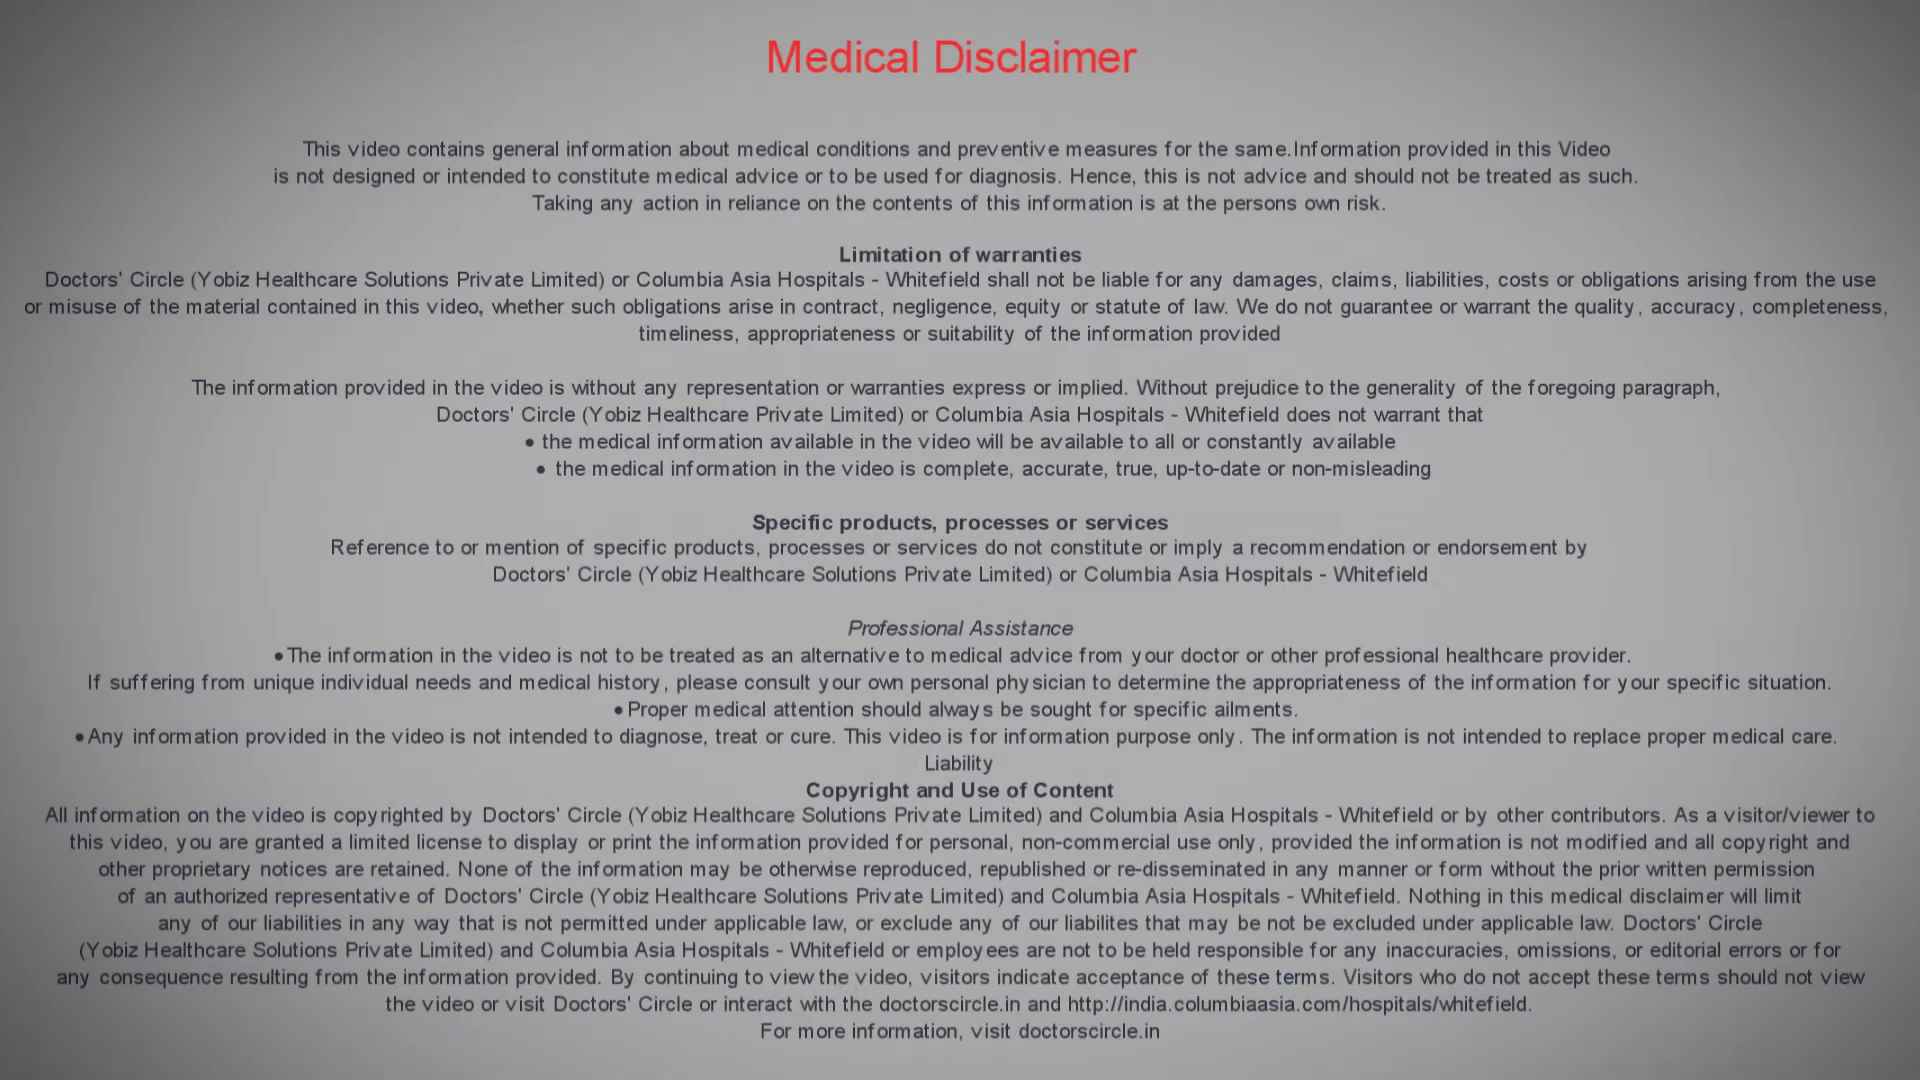 Medical Disclaimer
This video contains general information about medical conditions and preventive measures for the same.Information provided in this Video
is not designed or intended to constitute medical advice or to be used for diagnosis. Hence, this is not advice and should not be treated as such.
Taking any action in reliance on the contents of this information is at the persons own risk.
Limitation of warranties
Doctors' Circle (Yobiz Healthcare Solutions Private Limited) or Columbia Asia Hospitals - Whitefield shall not be liable for any damages, claims, liabilities, costs or obligations arising from the use
or misuse of the material contained in this video, whether such obligations arise in contract, negligence, equity or statute of law. We do not guarantee or warrant the quality, accuracy, completeness,
timeliness, appropriateness or suitability of the information provided
The information provided in the video is without any representation or warranties express or implied. Without prejudice to the generality of the foregoing paragraph,
Doctors' Circle (Yobiz Healthcare Private Limited) or Columbia Asia Hospitals - Whitefield does not warrant that
• the medical information available in the video will be available to all or constantly available
• the medical information in the video is complete, accurate, true, up-to-date or non-misleading
Specific products, processes or services
Reference to or mention of specific products, processes or services do not constitute or imply a recommendation or endorsement by
Doctors' Circle (Yobiz Healthcare Solutions Private Limited) or Columbia Asia Hospitals - Whitefield
Professional Assistance
•The information in the video is not to be treated as an alternative to medical advice from your doctor or other professional healthcare provider.
If suffering from unique individual needs and medical history, please consult your own personal physician to determine the appropriateness of the information for your specific situation.
•Proper medical attention should always be sought for specific ailments.
•Any information provided in the video is not intended to diagnose, treat or cure. This video is for information purpose only. The information is not intended to replace proper medical care.
Liability
Copyright and Use of Content
All information on the video is copyrighted by Doctors' Circle (Yobiz Healthcare Solutions Private Limited) and Columbia Asia Hospitals - Whitefield or by other contributors. As a visitor/viewer to
this video, you are granted a limited license to display or print the information provided for personal, non-commercial use only, provided the information is not modified and all copyright and
other proprietary notices are retained. None of the information may be otherwise reproduced, republished or re-disseminated in any manner or form without the prior written permission
of an authorized representative of Doctors' Circle (Yobiz Healthcare Solutions Private Limited) and Columbia Asia Hospitals - Whitefield. Nothing in this medical disclaimer will limit
any of our liabilities in any way that is not permitted under applicable law, or exclude any of our liabilites that may be not be excluded under applicable law. Doctors' Circle
(Yobiz Healthcare Solutions Private Limited) and Columbia Asia Hospitals - Whitefield or employees are not to be held responsible for any inaccuracies, omissions, or editorial errors or for
any consequence resulting from the information provided. By continuing to view the video, visitors indicate acceptance of these terms. Visitors who do not accept these terms should not view
the video or visit Doctors' Circle or interact with the doctorscircle.in and http://india.columbiaasia.com/hospitals/whitefield.
For more information, visit doctorscircle.in